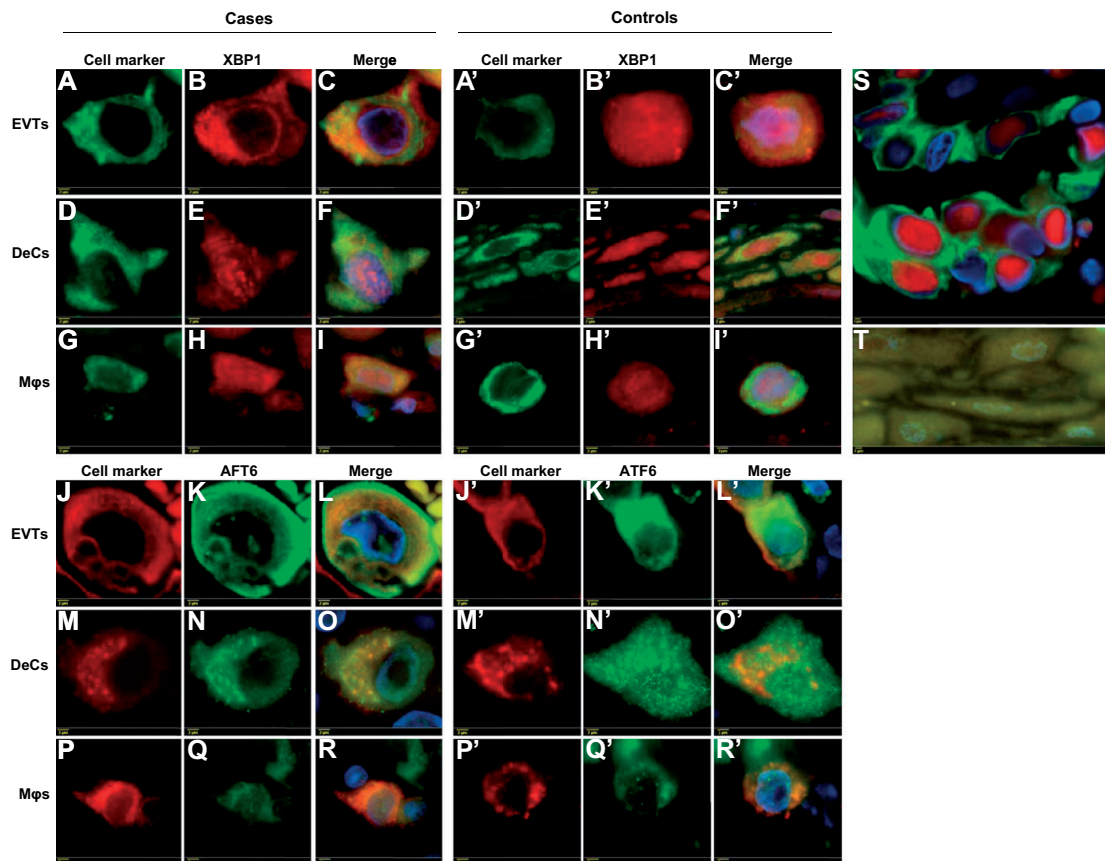 Cases Controls
Cell marker XBP1 Merge Cell marker XBP1 Merge
A B C A’ B’ C’ S
EVTs
D E F D’ E’ F’
DeCs
G H I G’ H’ I’ T
Mφs
Cell marker AFT6 Merge Cell marker ATF6 Merge
J K L J’ K’ L’
EVTs
M N O M’ N’ O’
DeCs
P Q R P’ Q’ R’
Mφs